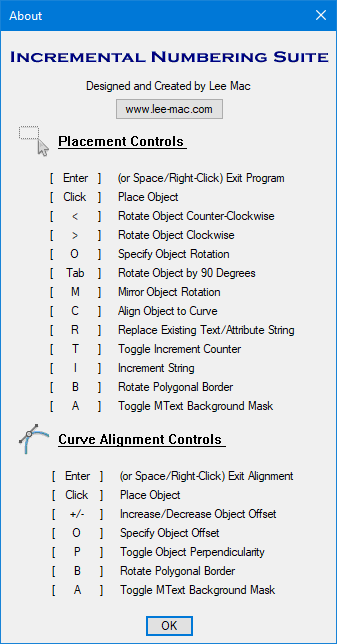 About
INCREMENTAL NUMBERING SUITE
Designed and Created by Lee Mac
www.lee-mac.com
Placement Controls
[ Enter ] (or Space/Right-Click) Exit Program
[ Click ] Place Object
[ < ] Rotate Object Counter-Clockwise
[ > ] Rotate Object Clockwise
[ O ] Specify Object Rotation
[ Tab ] Rotate Object by 90 Degrees
[ M ] Mirror Object Rotation
[ C ] Align Object to Curve
[ R ] Replace Existing Text/Attribute String
[ T ] Toggle Increment Counter
[ I ] Increment String
[ B ] Rotate Polygonal Border
[ A ] Toggle MText Background Mask
Curve Alignment Controls
[ Enter ] (or Space/Right-Click) Exit Alignment
[ Click ] Place Object
[ +/- ] Increase/Decrease Object Offset
[ O ] Specify Object Offset
[ P ] Toggle Object Perpendicularity
[ B ] Rotate Polygonal Border
[ A ] Toggle MText Background Mask
OK